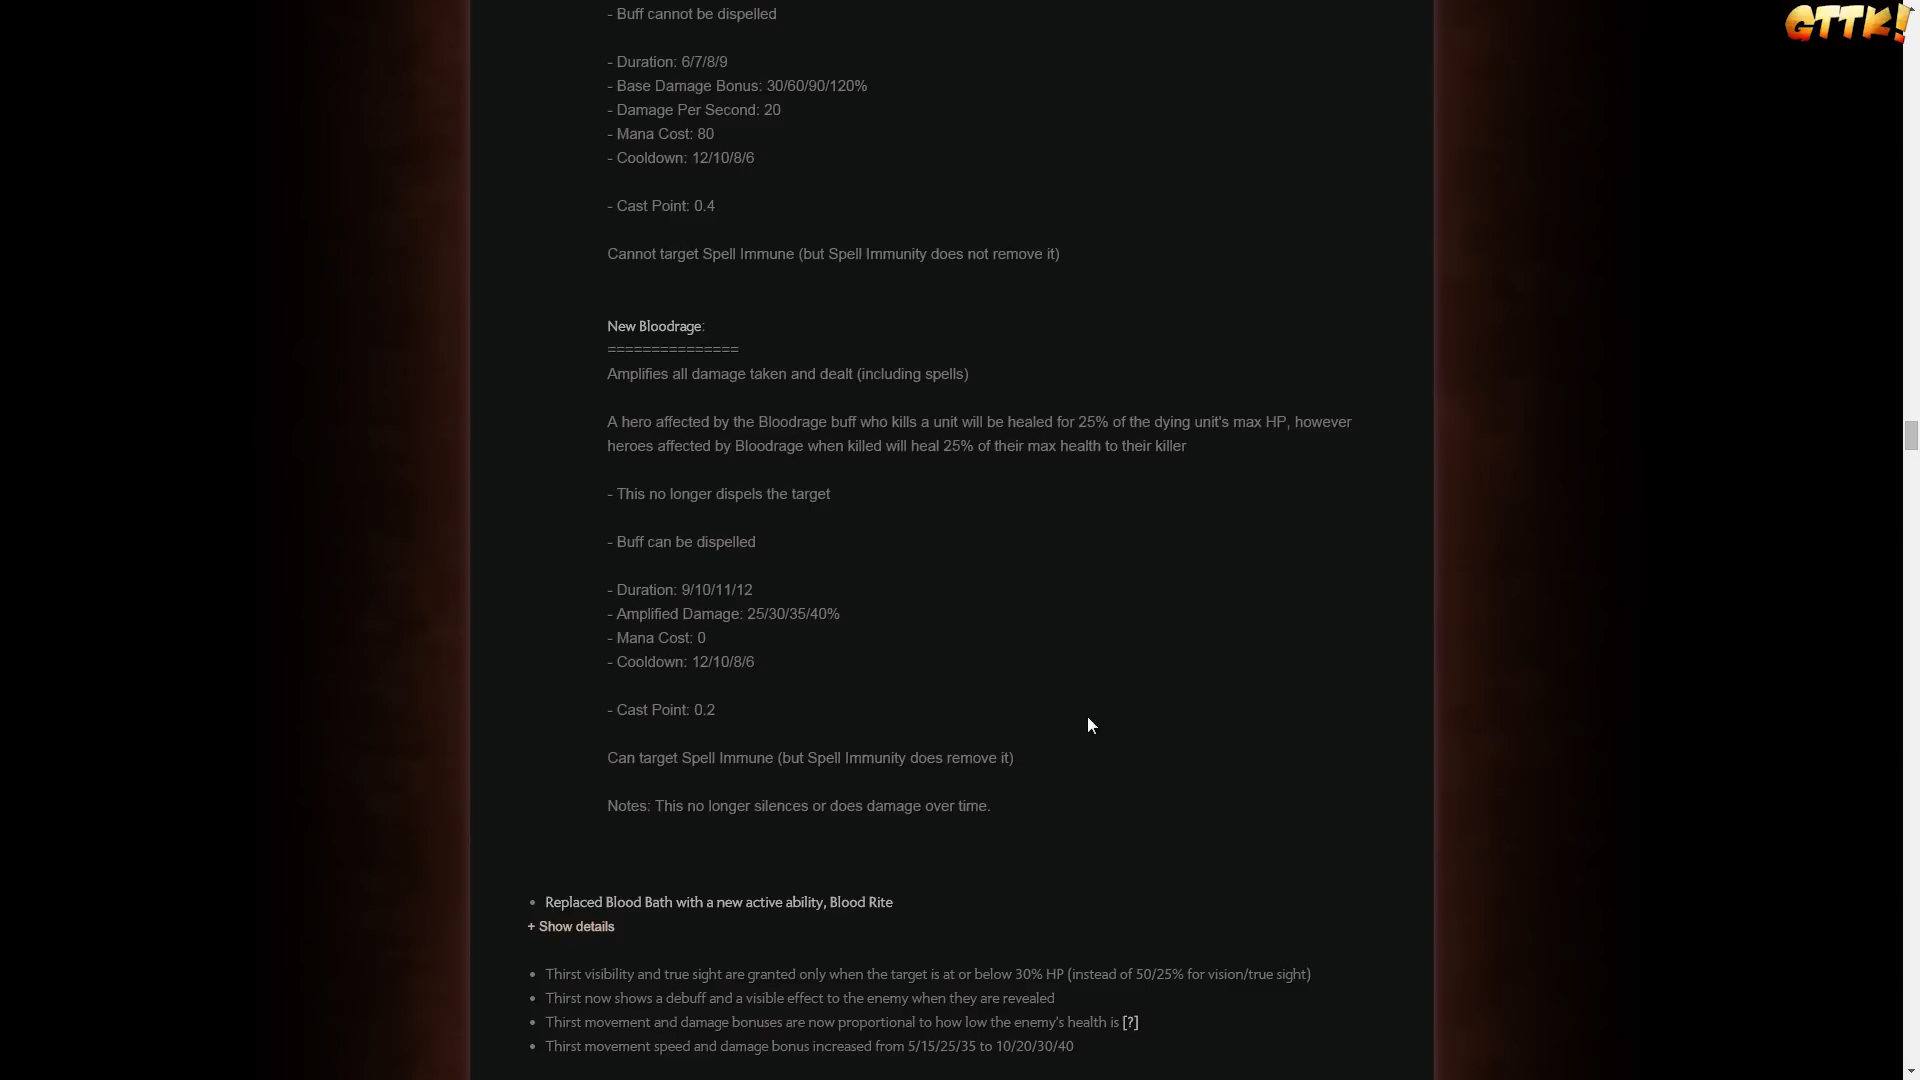 GTTK!
- Buff cannot be dispelled
- Duration: 6/7/8/9
- Base Damage Bonus: 30/60/90/120%
- Damage Per Second: 20
- Mana Cost: 80
- Cooldown: 12/10/8/6
- Cast Point: 0.4
Cannot target Spell Immune (but Spell Immunity does not remove it)
New Bloodrage:
===============
Amplifies all damage taken and dealt (including spells)
A hero affected by the Bloodrage buff who kills a unit will be healed for 25% of the dying unit's max HP, however
heroes affected by Bloodrage when killed will heal 25% of their max health to their killer
- This no longer dispels the target
- Buff can be dispelled
- Duration: 9/10/11/12
- Amplified Damage: 25/30/35/40%
- Mana Cost: 0
- Cooldown: 12/10/8/6
- Cast Point: 0.2
Can target Spell Immune (but Spell Immunity does remove it)
Notes: This no longer silences or does damage over time.
• Replaced Blood Bath with a new active ability, Blood Rite
+ Show details
• Thirst visibility and true sight are granted only when the target is at or below 30% HP (instead of 50/25% for vision/true sight)
• Thirst now shows a debuff and a visible effect to the enemy when they are revealed
• Thirst movement and damage bonuses are now proportional to how low the enemy's health is [?]
• Thirst movement speed and damage bonus increased from 5/15/25/35 to 10/20/30/40